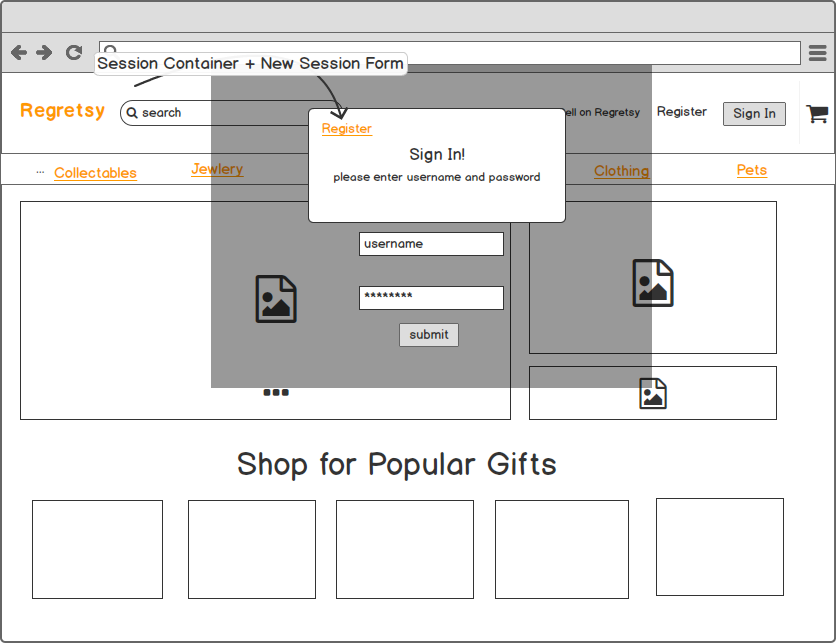 Session Container + New Session Form
Regretsy
search
ell on Regretsy
Register
Sign In
Register
Sign In!
please enter username and password
... Collectables
Jewlery
Clothing
Pets
username
********
submit
Shop for Popular Gifts